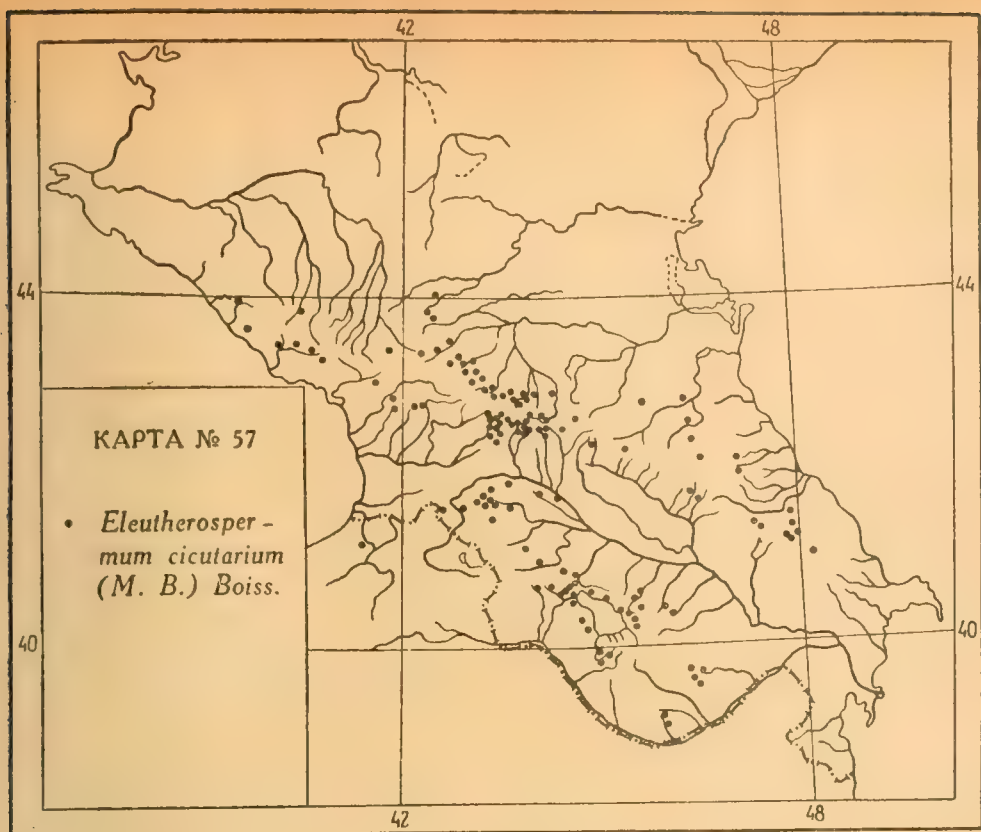 42 48
44 44
КАРТА № 57
• Eleutherosper-
mum cicutarium
(M. B.) Boiss.
40 40
42 48